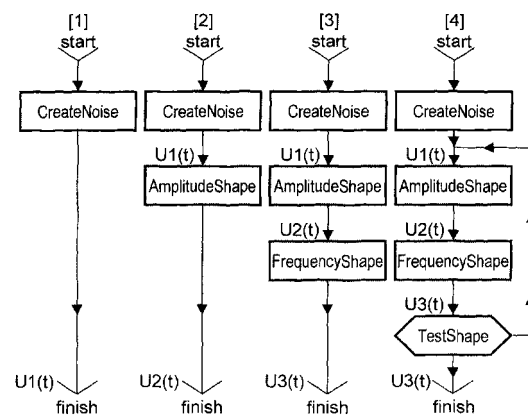 [1] [2] [3] [4]
start start start start
CreateNoise CreateNoise CreateNoise CreateNoise
U1(t) U1(t) U1(t)
AmplitudeShape AmplitudeShape AmplitudeShape
U2(t) U2(t)
FrequencyShape FrequencyShape
U3(t)
TestShape
U1(t) U2(t) U3(t) U3(t)
finish finish finish finish